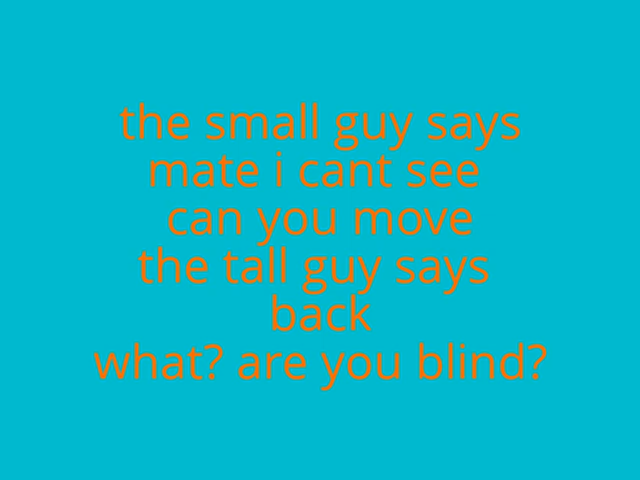 the small guy says
mate i cant see
can you move
the tall guy says
back
what? are you blind?